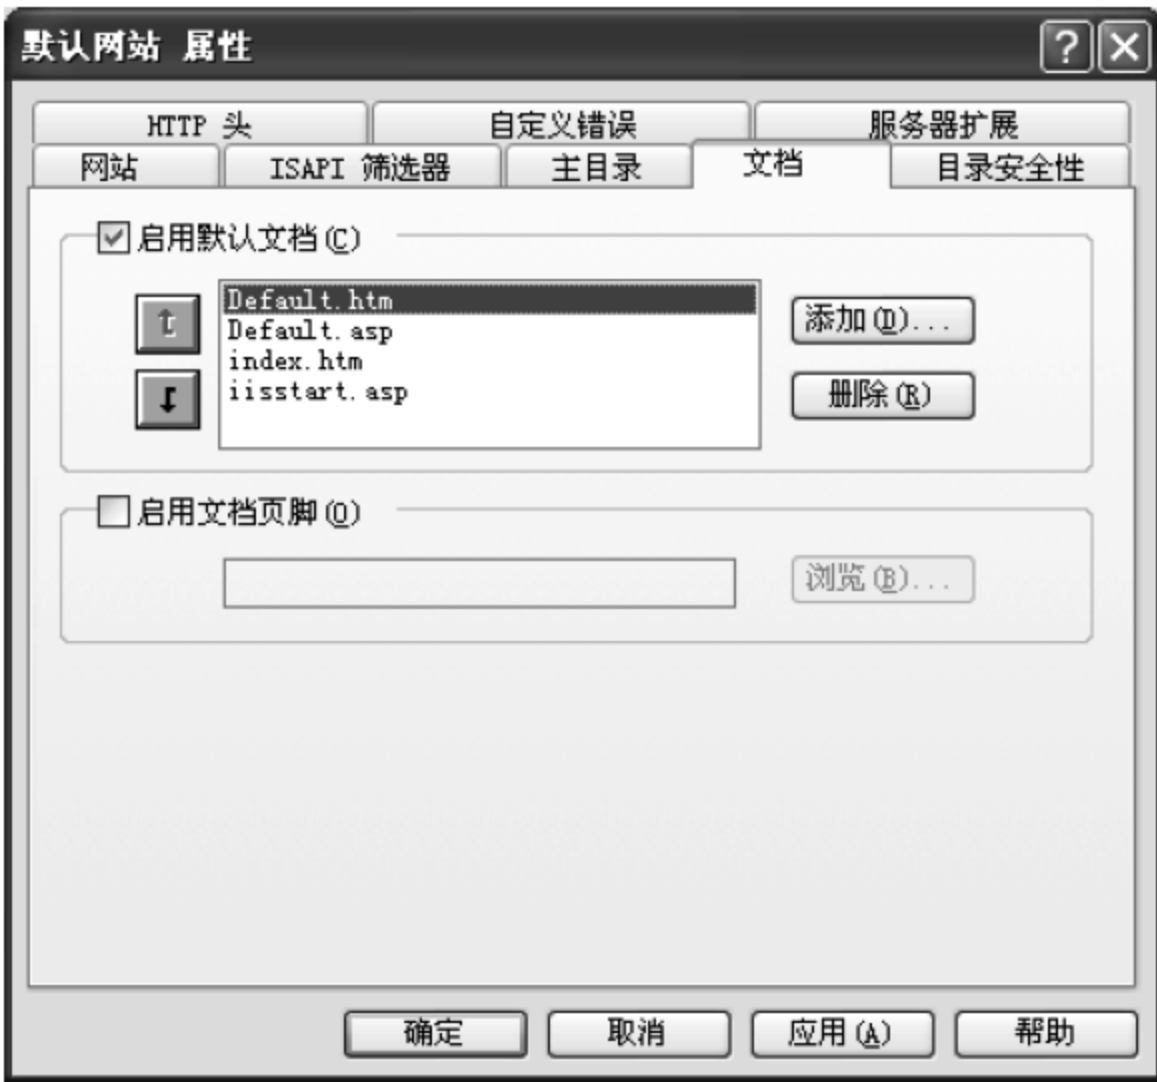 默认网站 属性
HTTP 头 自定义错误 服务器扩展
网站 ISAPI 筛选器 主目录 文档 目录安全性
启用默认文档(C)
Default.htm
Default.asp
index.htm
iisstart.asp
添加(D)...
删除(R)
启用文档页脚(O)
浏览(B)...
确定 取消 应用(A) 帮助